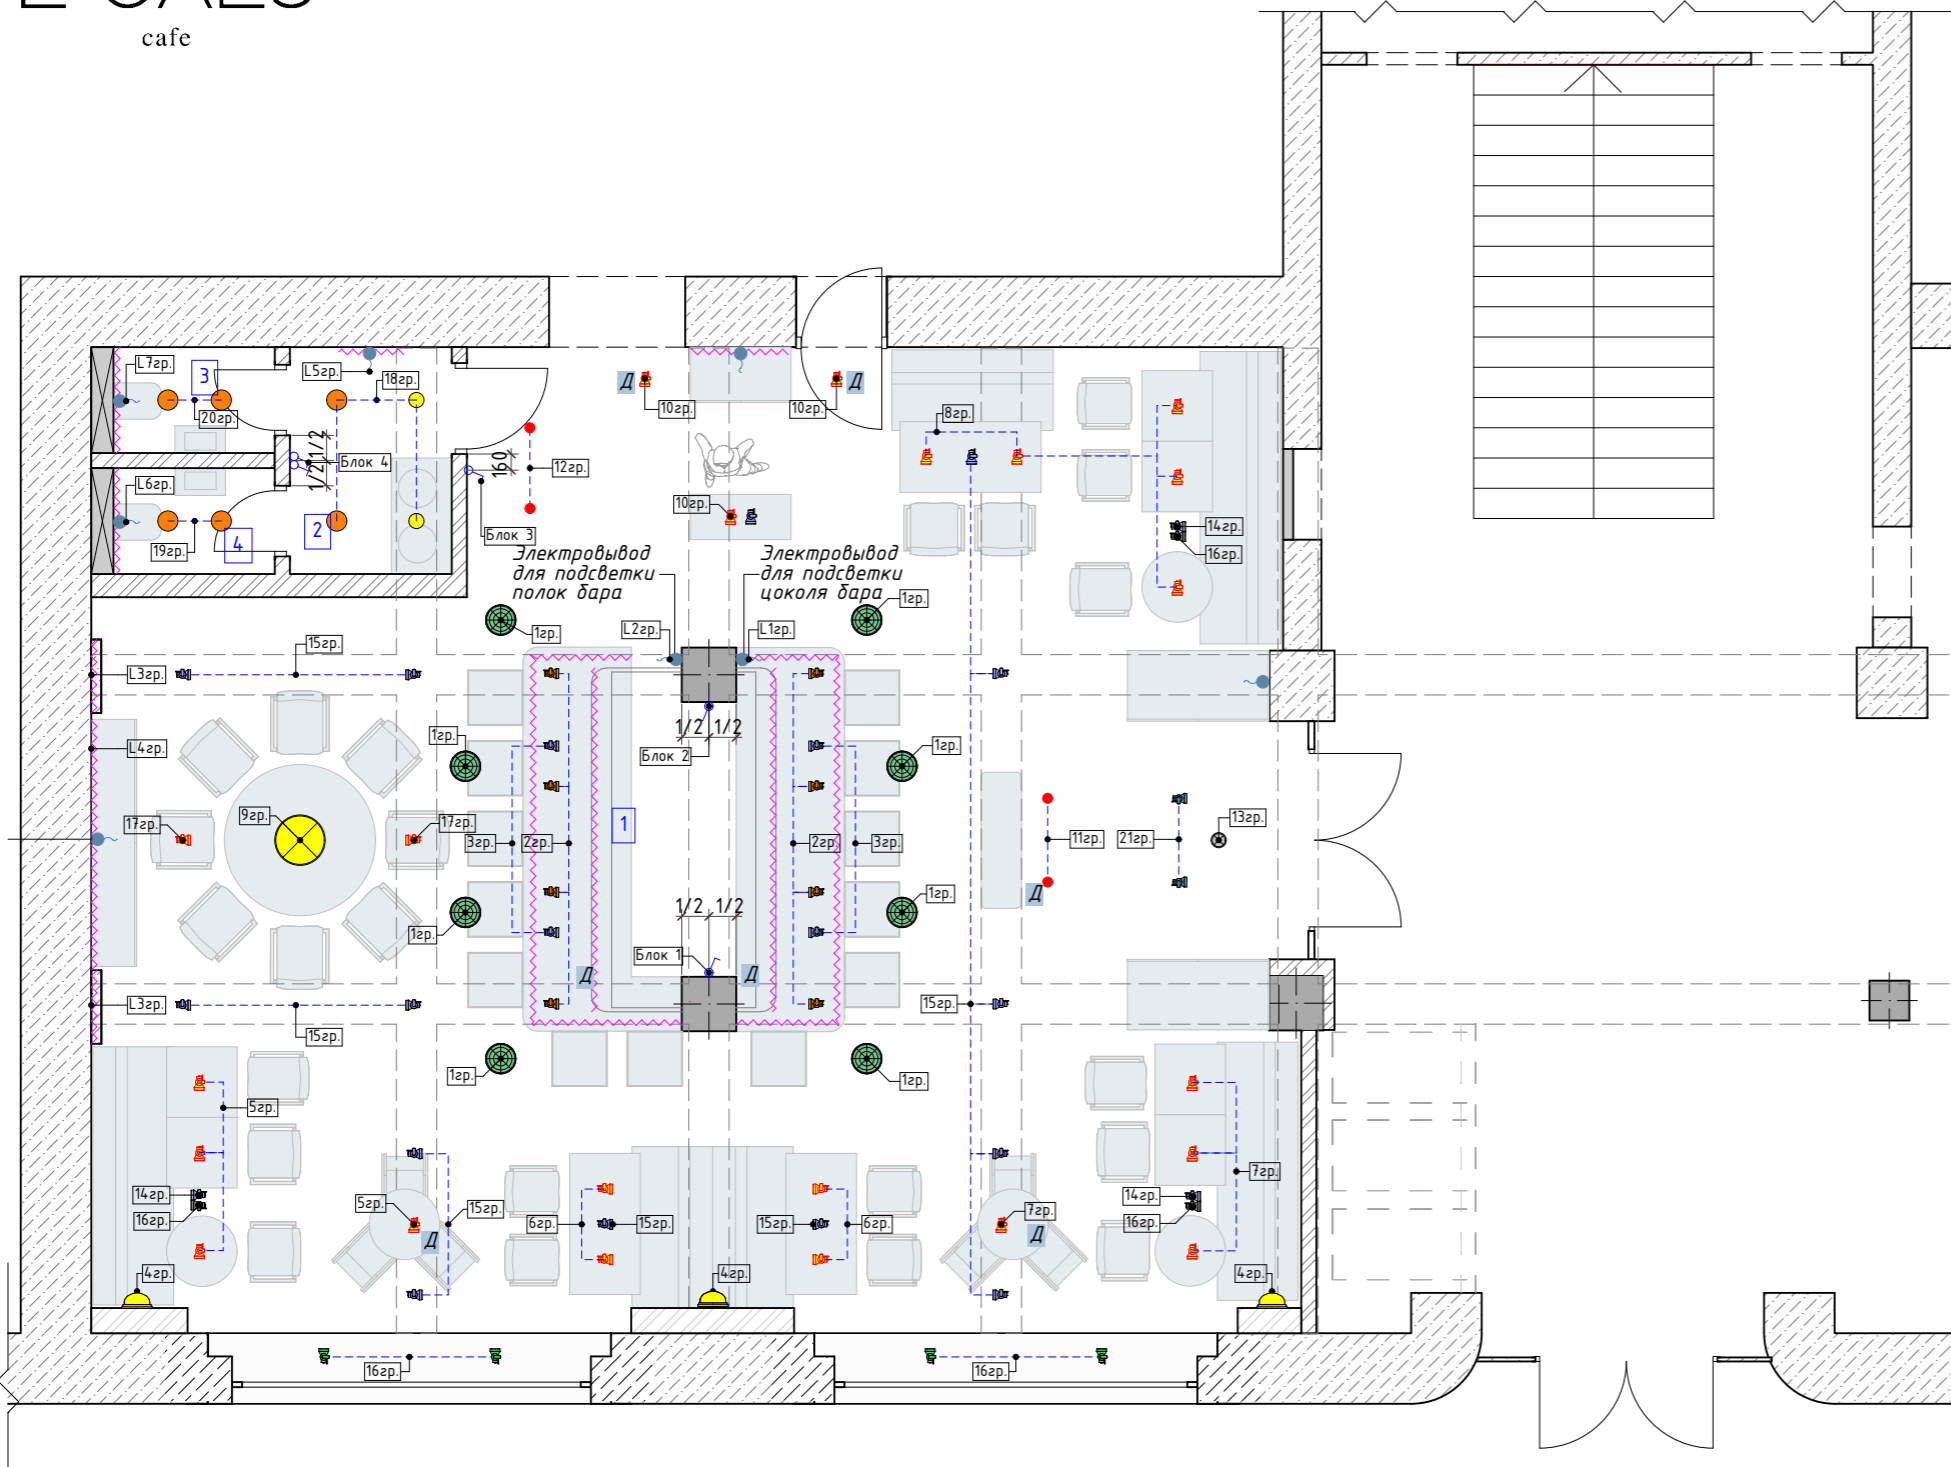 cafe
L7гр.
3
L5гр.
18гр.
20гр.
1/2
1/2
Блок 4
160
12гр.
L6гр.
19гр.
4
2
Блок 3
Д
10гр.
10гр.
Д
8гр.
10гр.
14гр.
16гр.
Электровывод
для подсветки
полок бара
Электровывод
для подсветки
цоколя бара
1гр.
1гр.
L2гр.
L1гр.
15гр.
L3гр.
L4гр.
1гр.
1/2
1/2
Блок 2
1гр.
17гр.
9гр.
17гр.
3гр.
2гр.
1
2гр.
3гр.
11гр.
21гр.
13гр.
Д
1гр.
1/2
1/2
1гр.
Блок 1
Д
Д
L3гр.
15гр.
15гр.
1гр.
1гр.
5гр.
14гр.
16гр.
5гр.
Д
15гр.
6гр.
15гр.
15гр.
6гр.
7гр.
Д
14гр.
16гр.
7гр.
4гр.
4гр.
4гр.
16гр.
16гр.